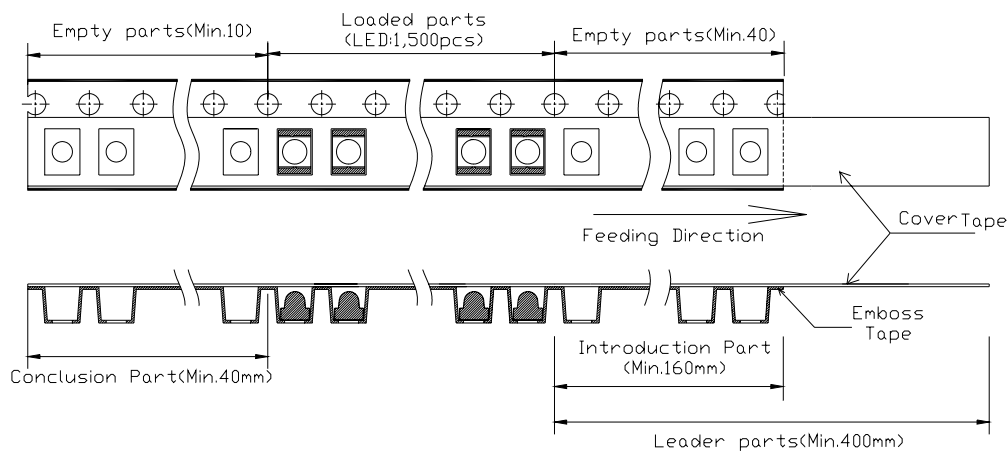 Empty parts(Min.10)
Loaded parts
(LED:1,500pcs)
Empty parts(Min.40)
Feeding Direction
CoverTape
Emboss
Tape
Conclusion Part(Min.40mm)
Introduction Part
(Min.160mm)
Leader parts(Min.400mm)